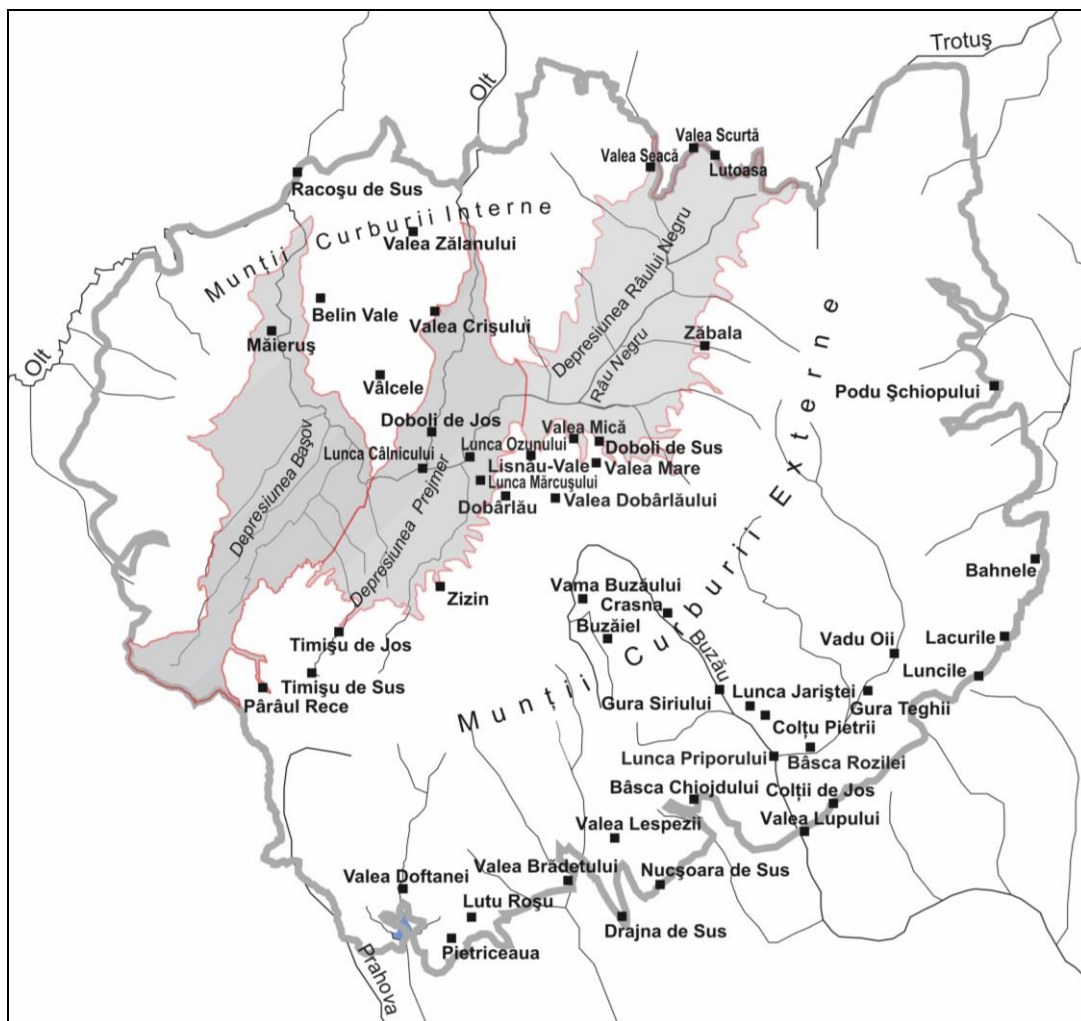 Trotuş
Olt
Valea Scurtă
Valea Seacă
Lutoasa
Racoşu de Sus
Munţii Curburii Interne
Valea Zălanului
Depresiunea Râului Negru
Belin Vale
Valea Crişului
Măieruş
Zăbala
Râu Negru
Olt
Podu Şchiopului
Vâlcele
Doboli de Jos
Valea Mică
Lunca Ozunului
Doboli de Sus
Lunca Câlnicului
Lisnău-Vale
Valea Mare
Lunca Mărcuşului
Dobârlău
Valea Dobârlăului
Depresiunea Başov
Depresiunea Prejmer
Bahnele
Zizin
Vama Buzăului
Crasna
Buzăiel
Munţii Curburii Externe
Buzău
Timişu de Jos
Vadu Oii
Lacurile
Luncile
Timişu de Sus
Pârâul Rece
Gura Siriului
Lunca Jariştei
Gura Teghii
Colţu Pietrii
Lunca Priporului
Bâsca Rozilei
Bâsca Chiojdului
Colţii de Jos
Valea Lupului
Valea Lespezii
Valea Brădetului
Nucşoara de Sus
Valea Doftanei
Lutu Roşu
Drajna de Sus
Pietriceaua
Prahova